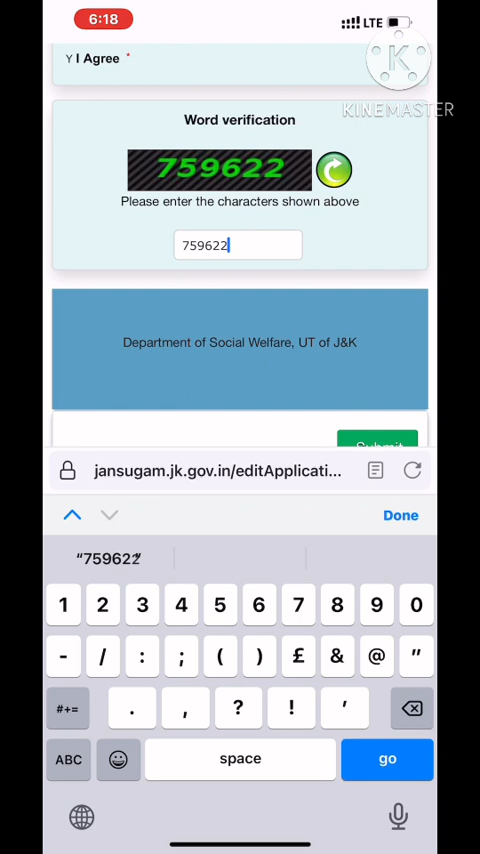 6:18
LTE
K
KINEMASTER
Y I Agree *
Word verification
759622
Please enter the characters shown above
759622
Department of Social Welfare, UT of J&K
Submit
jansugam.jk.gov.in/editApplicati...
Done
“759622”
1 2 3 4 5 6 7 8 9 0
- / : ; ( ) £ & @ "
#+= . , ? ! ’
ABC space go